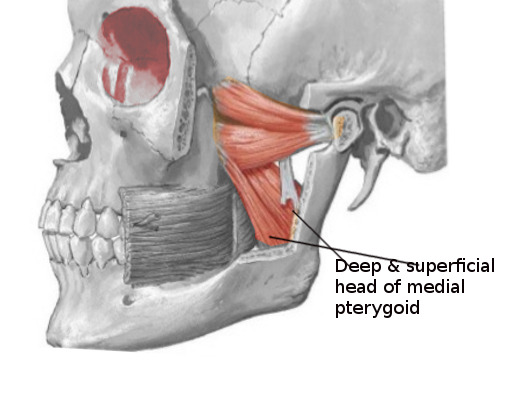 Deep & superficial
head of medial
pterygoid